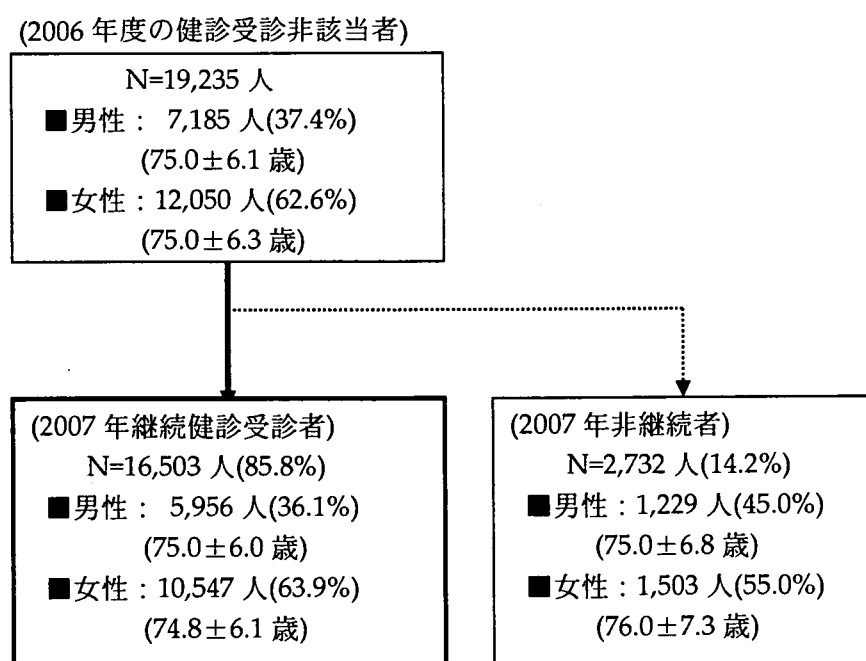 (2006 年度の健診受診非該当者)
N=19,235 人
■男性： 7,185 人(37.4%)
(75.0±6.1 歳)
■女性：12,050 人(62.6%)
(75.0±6.3 歳)
(2007 年継続健診受診者)
N=16,503 人(85.8%)
■男性： 5,956 人(36.1%)
(75.0±6.0 歳)
■女性：10,547 人(63.9%)
(74.8±6.1 歳)
(2007 年非継続者)
N=2,732 人(14.2%)
■男性：1,229 人(45.0%)
(75.0±6.8 歳)
■女性：1,503 人(55.0%)
(76.0±7.3 歳)